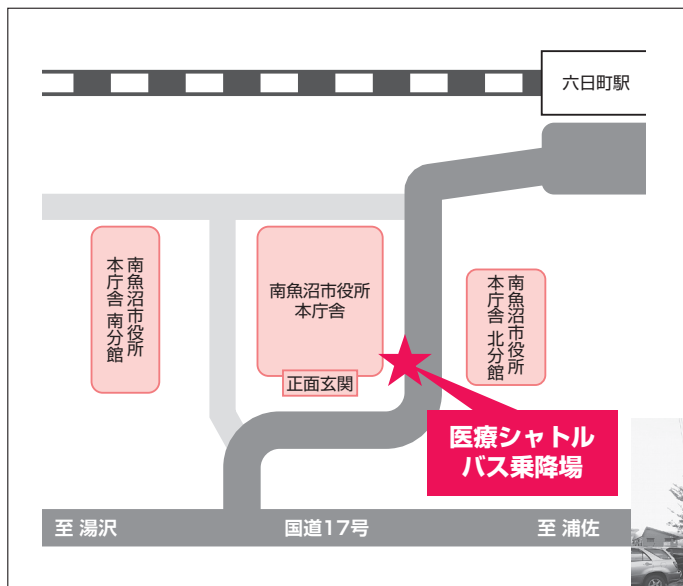 六日町駅
南魚沼市役所
本庁舎 南分館
南魚沼市役所
本庁舎
正面玄関
南魚沼市役所
本庁舎 北分館
医療シャトル
バス乗降場
至 湯沢
国道17号
至 浦佐